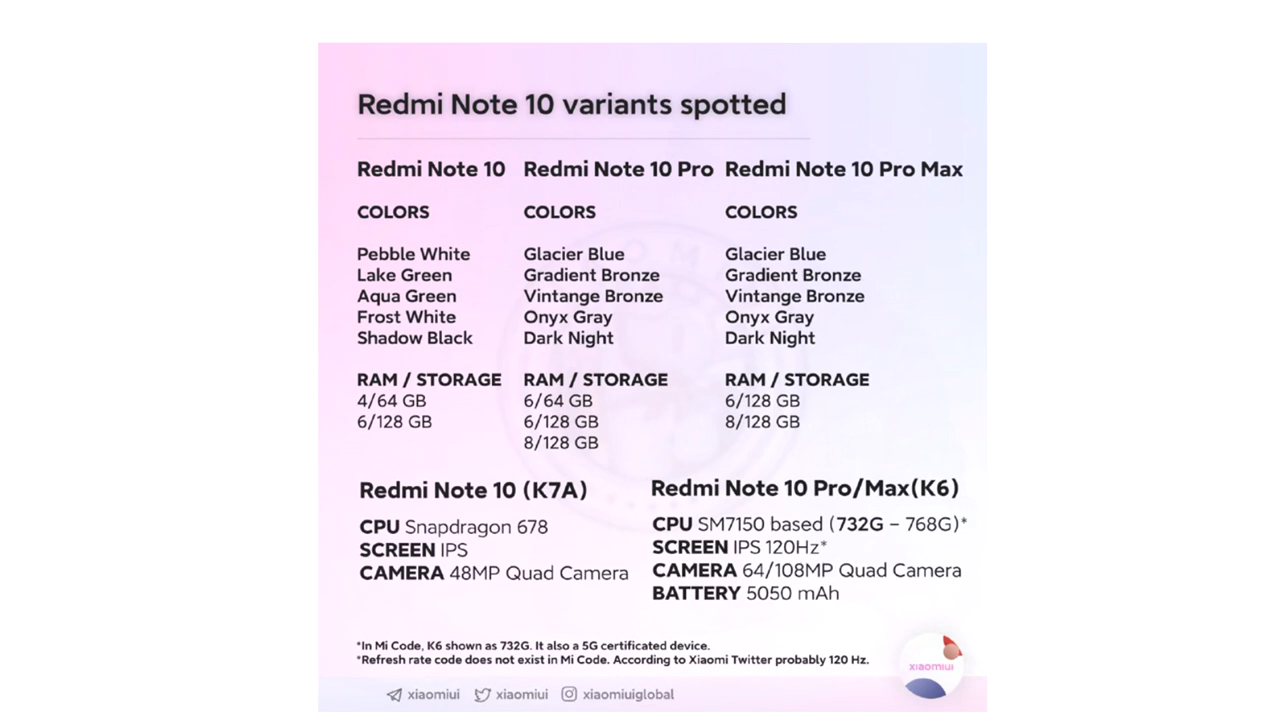 Redmi Note 10 variants spotted
Redmi Note 10
COLORS
Pebble White
Lake Green
Aqua Green
Frost White
Shadow Black
RAM / STORAGE
4/64 GB
6/128 GB
Redmi Note 10 Pro
COLORS
Glacier Blue
Gradient Bronze
Vintange Bronze
Onyx Gray
Dark Night
RAM / STORAGE
6/64 GB
6/128 GB
8/128 GB
Redmi Note 10 Pro Max
COLORS
Glacier Blue
Gradient Bronze
Vintange Bronze
Onyx Gray
Dark Night
RAM / STORAGE
6/128 GB
8/128 GB
Redmi Note 10 (K7A)
CPU Snapdragon 678
SCREEN IPS
CAMERA 48MP Quad Camera
Redmi Note 10 Pro/Max(K6)
CPU SM7150 based (732G – 768G)*
SCREEN IPS 120Hz*
CAMERA 64/108MP Quad Camera
BATTERY 5050 mAh
*In Mi Code, K6 shown as 732G. It also a 5G certificated device.
*Refresh rate code does not exist in Mi Code. According to Xiaomi Twitter probably 120 Hz.
xiaomiui
xiaomiui xiaomiui xiaomiuiglobal